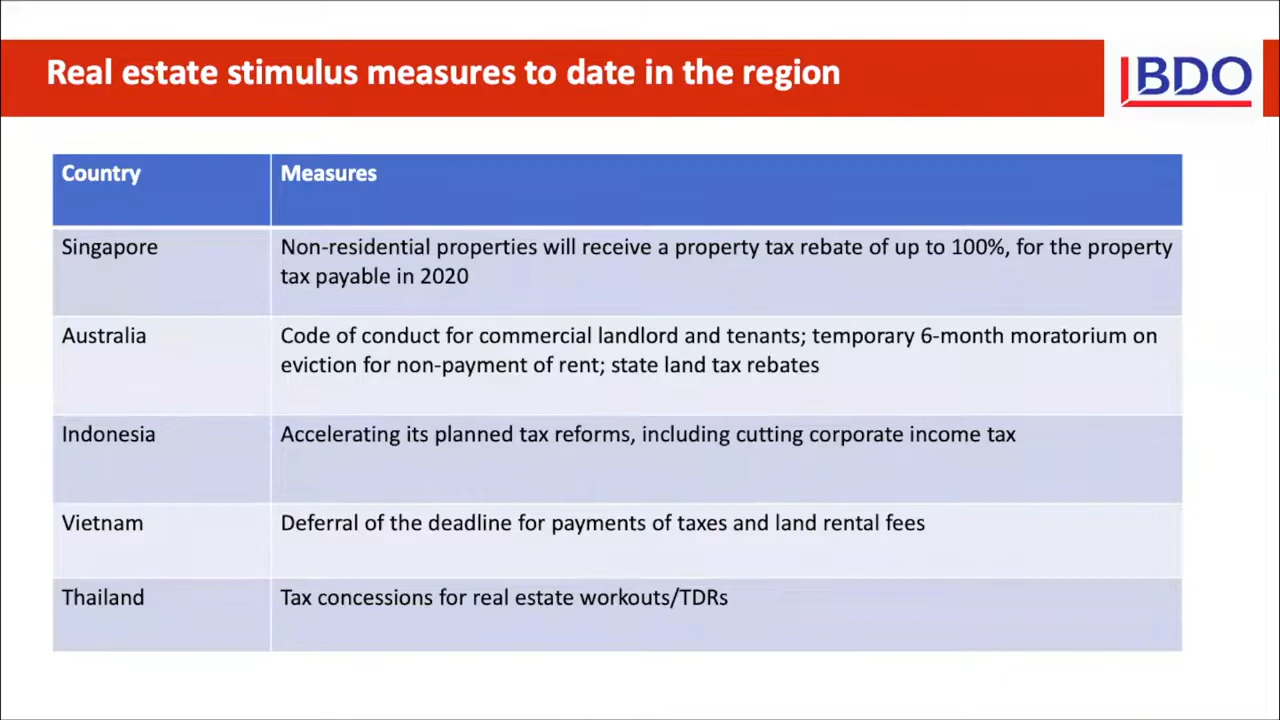 Real estate stimulus measures to date in the region
BDO
Country
Measures
Singapore
Non-residential properties will receive a property tax rebate of up to 100%, for the property
tax payable in 2020
Australia
Code of conduct for commercial landlord and tenants; temporary 6-month moratorium on
eviction for non-payment of rent; state land tax rebates
Indonesia
Accelerating its planned tax reforms, including cutting corporate income tax
Vietnam
Deferral of the deadline for payments of taxes and land rental fees
Thailand
Tax concessions for real estate workouts/TDRs